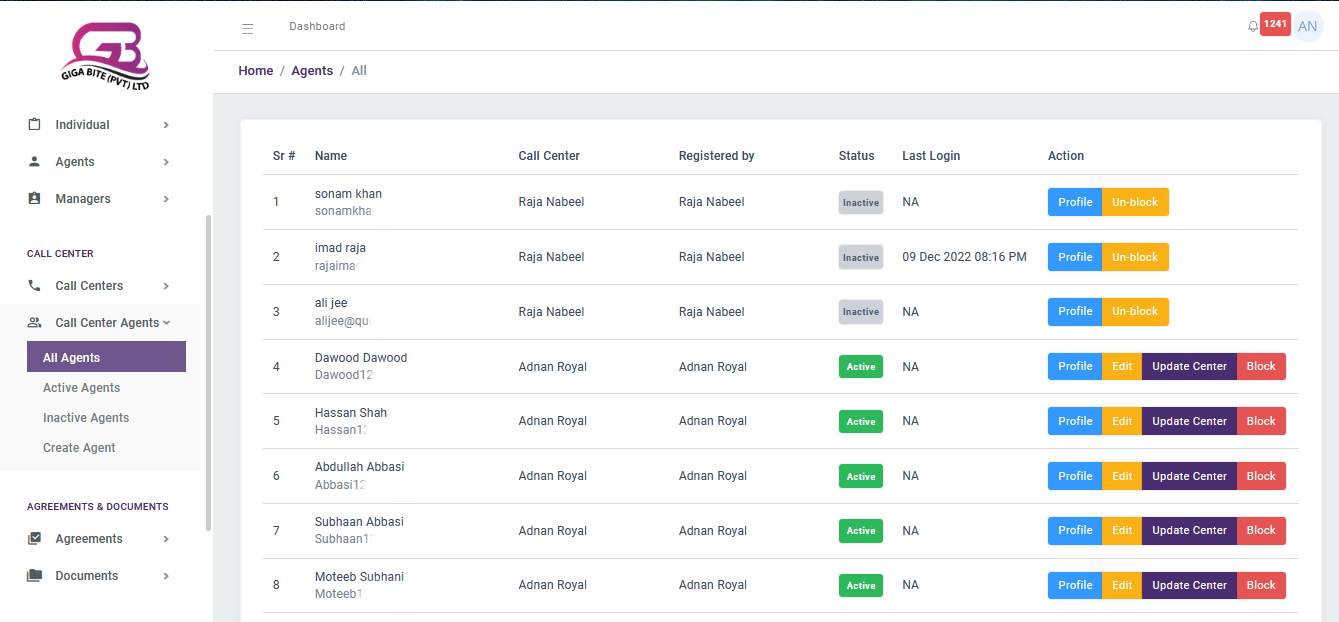 GB
GIGA BITE (PVT) LTD
Dashboard
1241
AN
Home / Agents / All
Individual
Agents
Managers
CALL CENTER
Call Centers
Call Center Agents
All Agents
Active Agents
Inactive Agents
Create Agent
AGREEMENTS & DOCUMENTS
Agreements
Documents
Sr # Name Call Center Registered by Status Last Login Action
1 sonam khan Raja Nabeel Raja Nabeel Inactive NA Profile Un-block
sonamkha
2 imad raja Raja Nabeel Raja Nabeel Inactive 09 Dec 2022 08:16 PM Profile Un-block
rajaima
3 ali jee Raja Nabeel Raja Nabeel Inactive NA Profile Un-block
alijee@qu
4 Dawood Dawood Adnan Royal Adnan Royal Active NA Profile Edit Update Center Block
Dawood12
5 Hassan Shah Adnan Royal Adnan Royal Active NA Profile Edit Update Center Block
Hassan12
6 Abdullah Abbasi Adnan Royal Adnan Royal Active NA Profile Edit Update Center Block
Abbasi12
7 Subhaan Abbasi Adnan Royal Adnan Royal Active NA Profile Edit Update Center Block
Subhaan1
8 Moteeb Subhani Adnan Royal Adnan Royal Active NA Profile Edit Update Center Block
Moteeb1